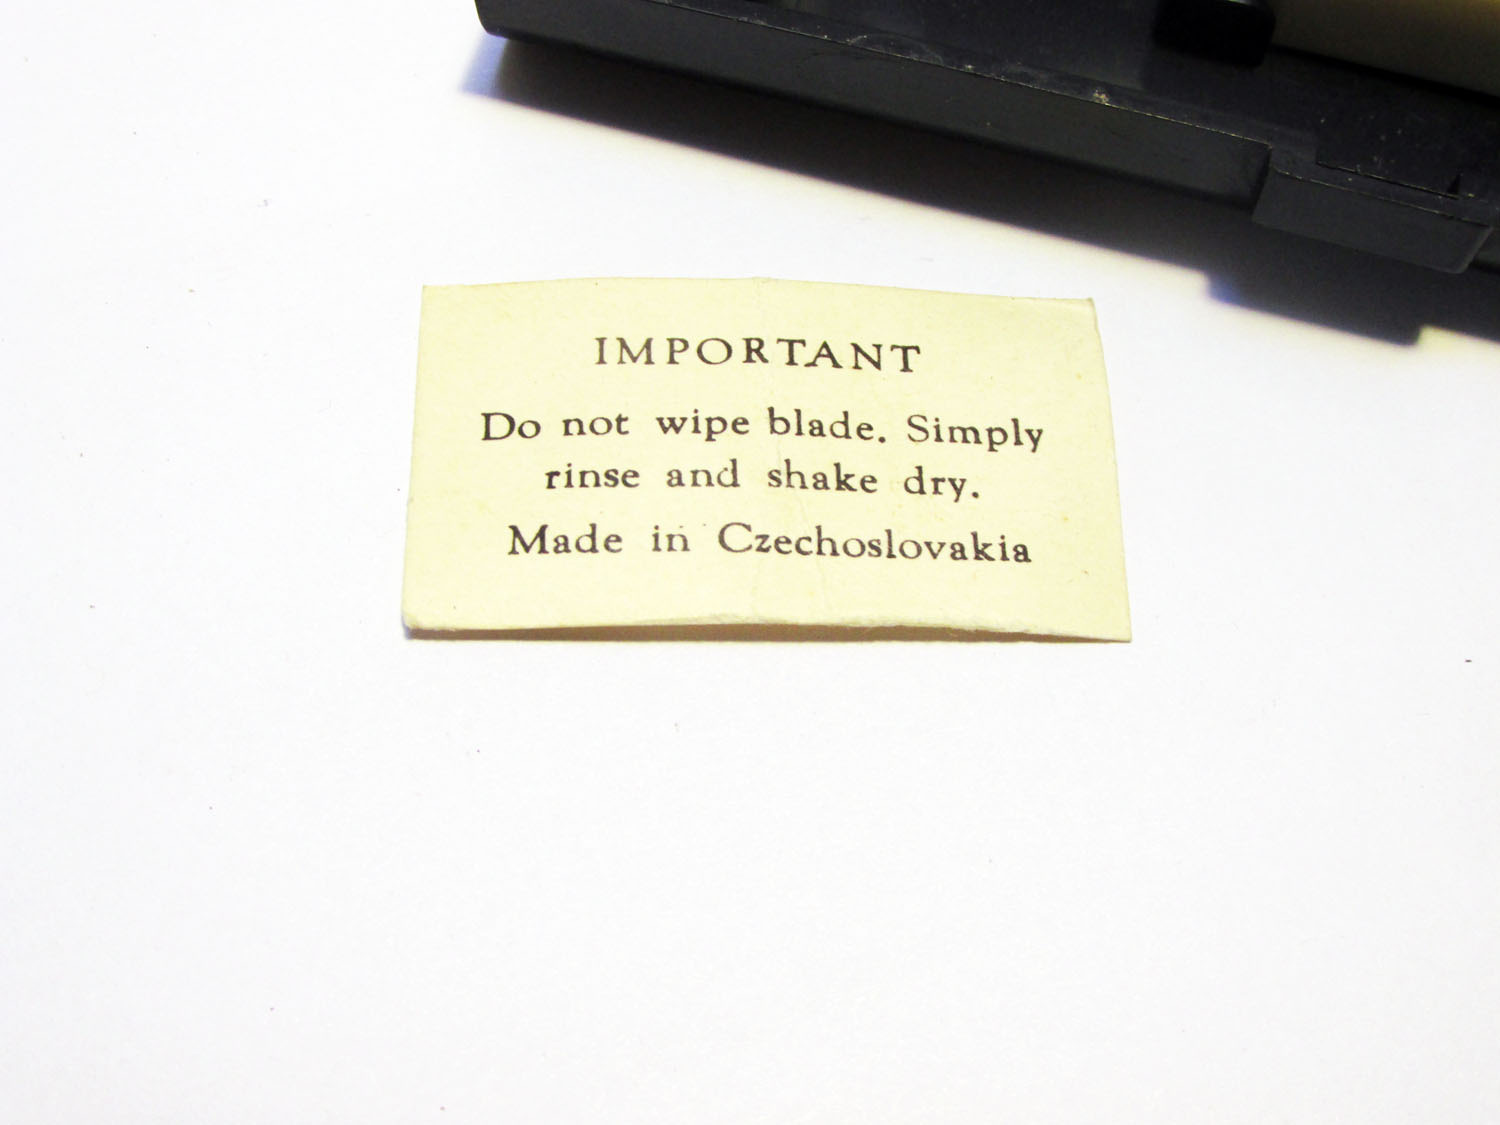 IMPORTANT
Do not wipe blade. Simply
rinse and shake dry.
Made in Czechoslovakia